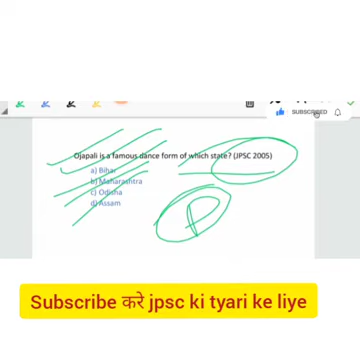 SUBSCRIBED
Ojapali is a famous dance form of which state? (JPSC 2005)
a) Bihar
b) Maharashtra
c) Odisha
d) Assam
D
Subscribe करे jpsc ki tyari ke liye